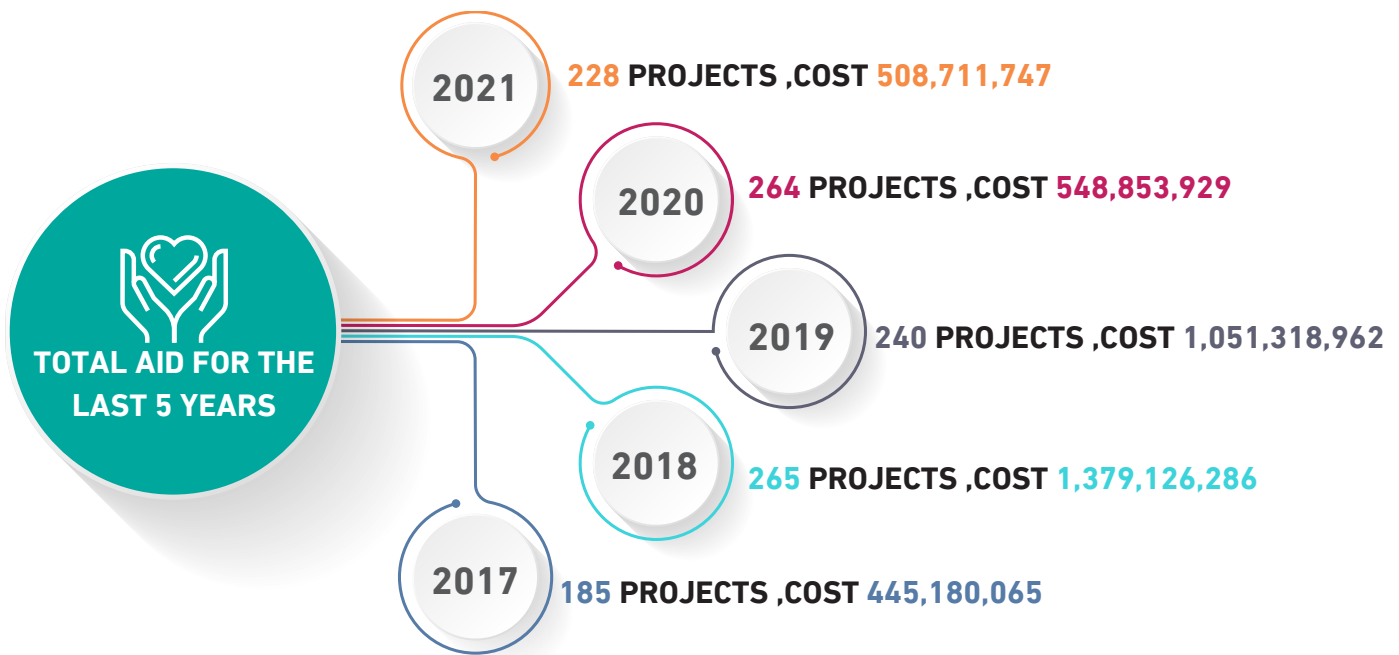 TOTAL AID FOR THE
LAST 5 YEARS
2021
228 PROJECTS ,COST 508,711,747
2020
264 PROJECTS ,COST 548,853,929
2019
240 PROJECTS ,COST 1,051,318,962
2018
265 PROJECTS ,COST 1,379,126,286
2017
185 PROJECTS ,COST 445,180,065